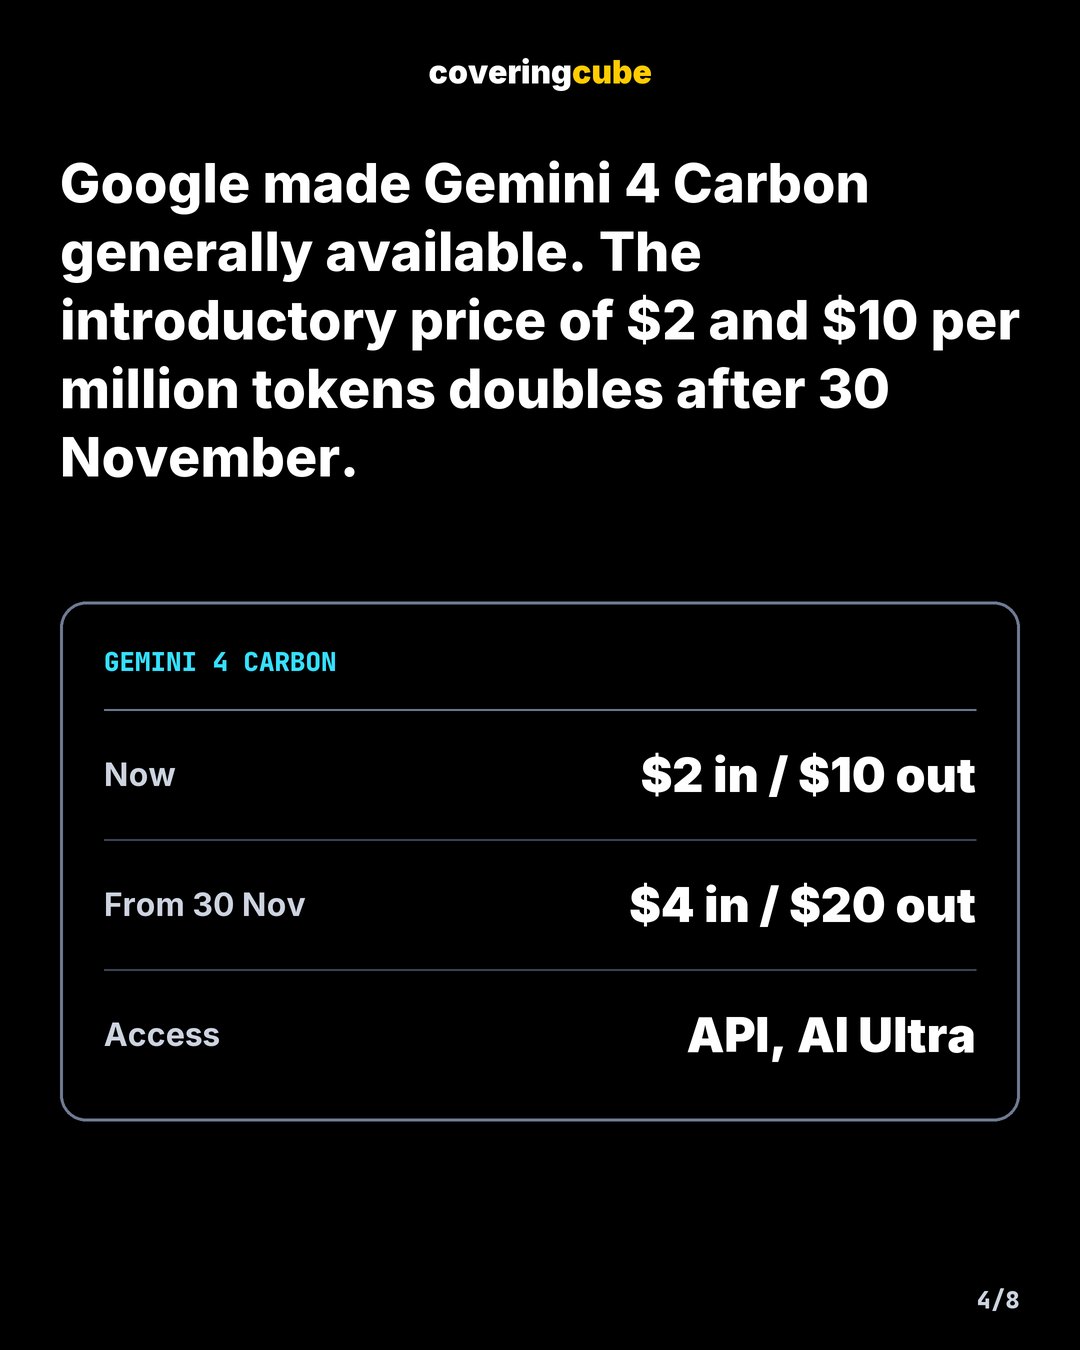 coveringcube
Google made Gemini 4 Carbon
generally available. The
introductory price of $2 and $10 per
million tokens doubles after 30
November.
GEMINI 4 CARBON
Now $2 in / $10 out
From 30 Nov $4 in / $20 out
Access API, AI Ultra
4/8